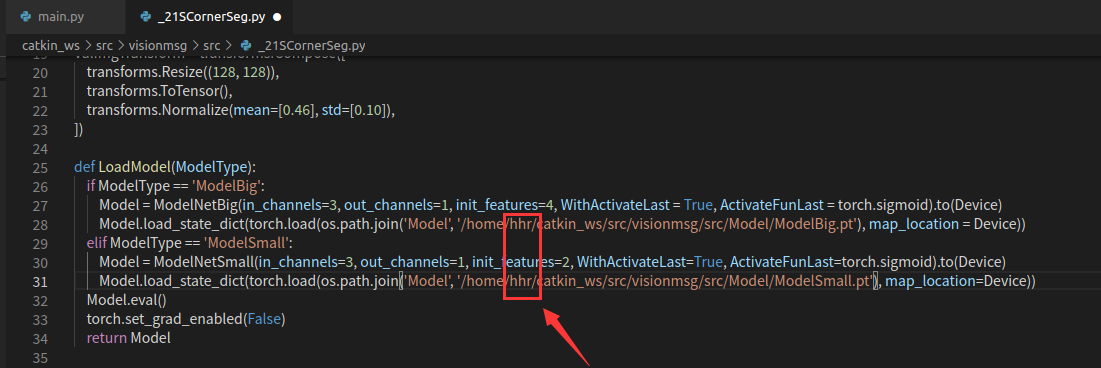 main.py _21SCornerSeg.py
catkin_ws > src > visionmsg > src > _21SCornerSeg.py
20 transforms.Resize((128, 128)),
21 transforms.ToTensor(),
22 transforms.Normalize(mean=[0.46], std=[0.10]),
23 ])
24
25 def LoadModel(ModelType):
26 if ModelType == 'ModelBig':
27 Model = ModelNetBig(in_channels=3, out_channels=1, init_features=4, WithActivateLast = True, ActivateFunLast = torch.sigmoid).to(Device)
28 Model.load_state_dict(torch.load(os.path.join('Model', '/home/hhr/catkin_ws/src/visionmsg/src/Model/ModelBig.pt'), map_location = Device))
29 elif ModelType == 'ModelSmall':
30 Model = ModelNetSmall(in_channels=3, out_channels=1, init_features=2, WithActivateLast=True, ActivateFunLast=torch.sigmoid).to(Device)
31 Model.load_state_dict(torch.load(os.path.join('Model', '/home/hhr/catkin_ws/src/visionmsg/src/Model/ModelSmall.pt'), map_location=Device))
32 Model.eval()
33 torch.set_grad_enabled(False)
34 return Model
35